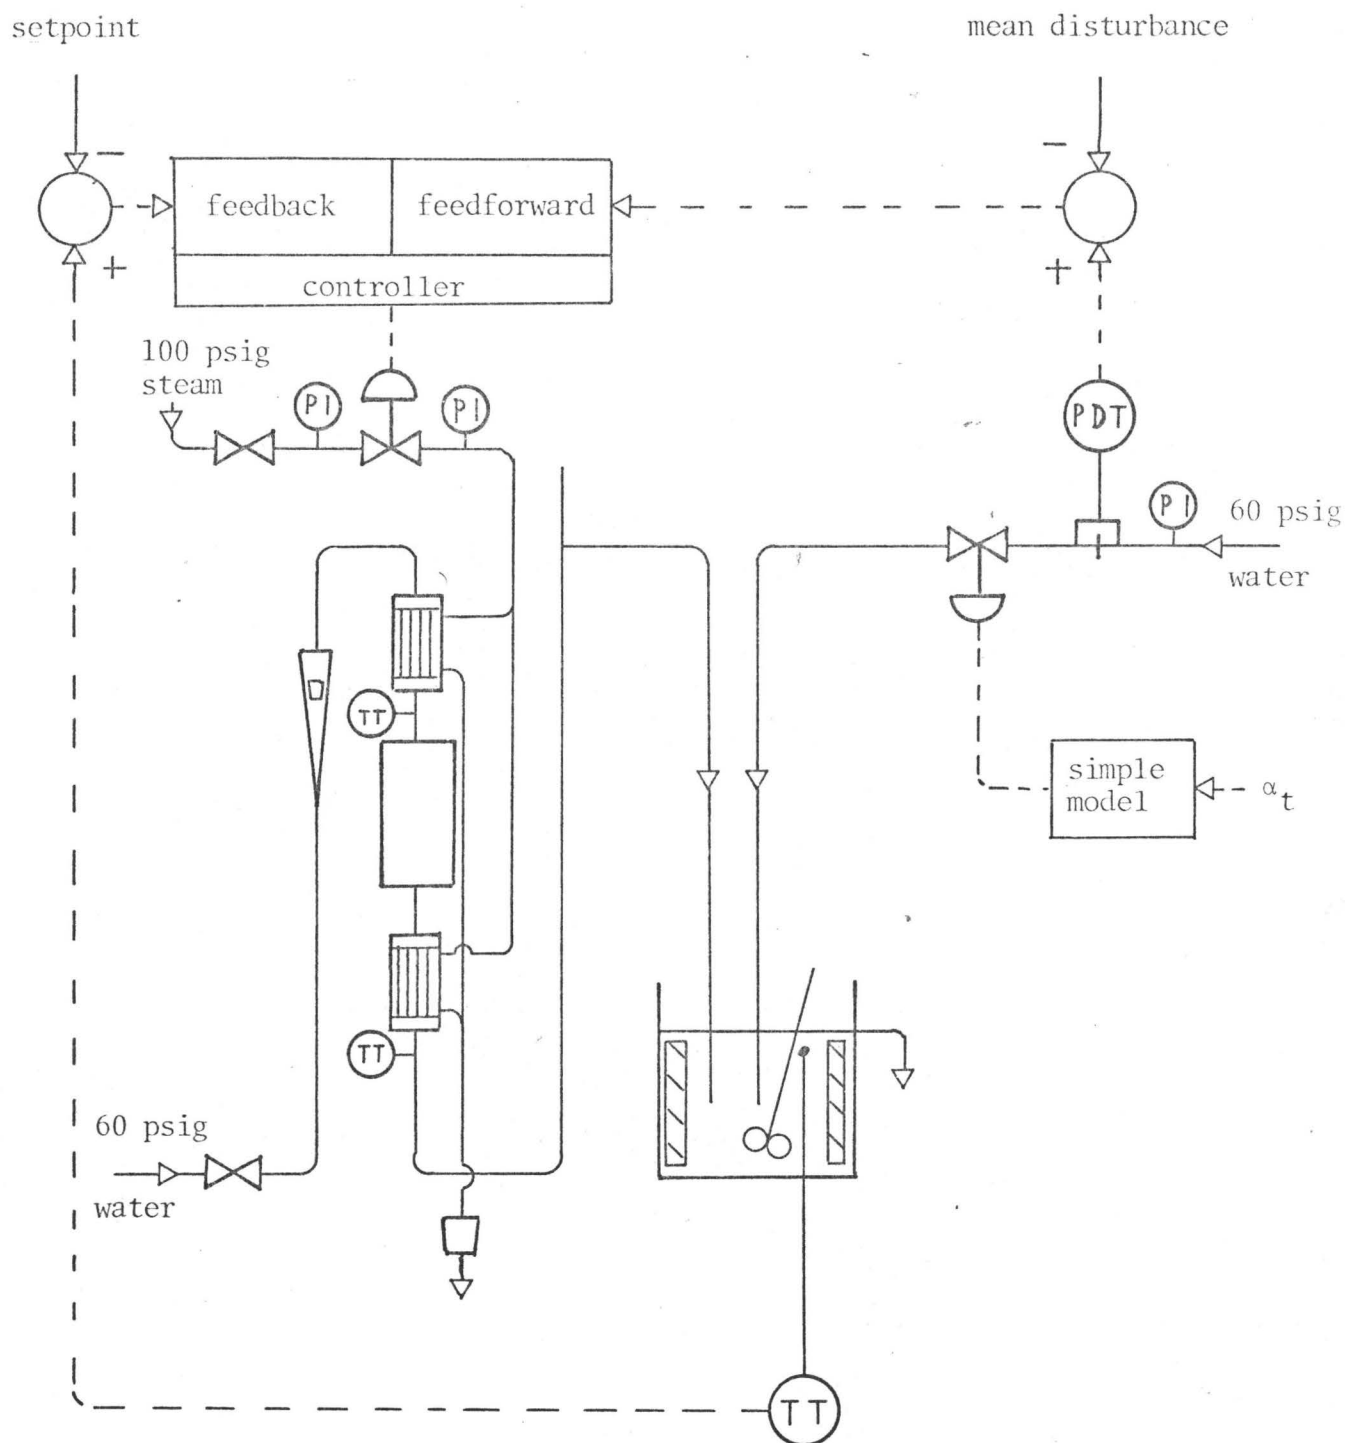 setpoint
mean disturbance
−
−
feedback
feedforward
+
+
controller
100 psig
steam
PI
PI
PDT
PI
60 psig
water
TT
simple
model
αt
TT
60 psig
water
TT